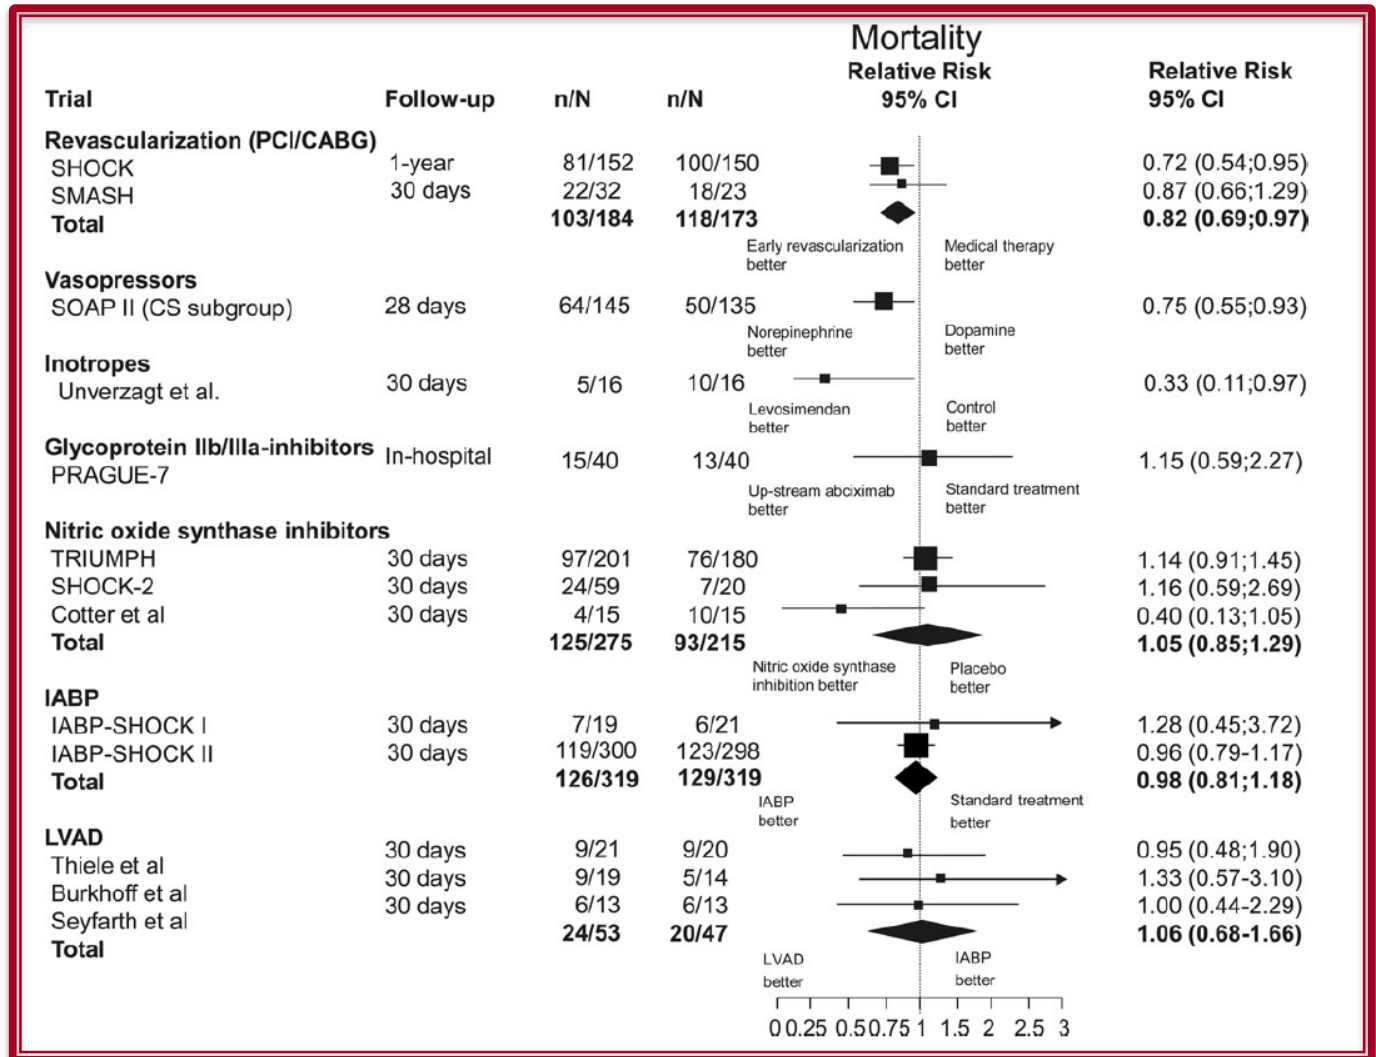 Mortality
Relative Risk Relative Risk
Trial Follow-up n/N n/N 95% CI 95% CI
Revascularization (PCI/CABG)
SHOCK 1-year 81/152 100/150 0.72 (0.54;0.95)
SMASH 30 days 22/32 18/23 0.87 (0.66;1.29)
Total 103/184 118/173 0.82 (0.69;0.97)
Early revascularization Medical therapy
better better
Vasopressors
SOAP II (CS subgroup) 28 days 64/145 50/135 0.75 (0.55;0.93)
Norepinephrine Dopamine
better better
Inotropes
Unverzagt et al. 30 days 5/16 10/16 0.33 (0.11;0.97)
Levosimendan Control
better better
Glycoprotein IIb/IIIa-inhibitors In-hospital
PRAGUE-7 15/40 13/40 1.15 (0.59;2.27)
Up-stream abciximab Standard treatment
better better
Nitric oxide synthase inhibitors
TRIUMPH 30 days 97/201 76/180 1.14 (0.91;1.45)
SHOCK-2 30 days 24/59 7/20 1.16 (0.59;2.69)
Cotter et al 30 days 4/15 10/15 0.40 (0.13;1.05)
Total 125/275 93/215 1.05 (0.85;1.29)
Nitric oxide synthase Placebo
inhibition better better
IABP
IABP-SHOCK I 30 days 7/19 6/21 1.28 (0.45;3.72)
IABP-SHOCK II 30 days 119/300 123/298 0.96 (0.79-1.17)
Total 126/319 129/319 0.98 (0.81;1.18)
IABP Standard treatment
better better
LVAD
Thiele et al 30 days 9/21 9/20 0.95 (0.48;1.90)
Burkhoff et al 30 days 9/19 5/14 1.33 (0.57-3.10)
Seyfarth et al 30 days 6/13 6/13 1.00 (0.44-2.29)
Total 24/53 20/47 1.06 (0.68-1.66)
LVAD IABP
better better
0 0.25 0.5 0.75 1 1.5 2 2.5 3